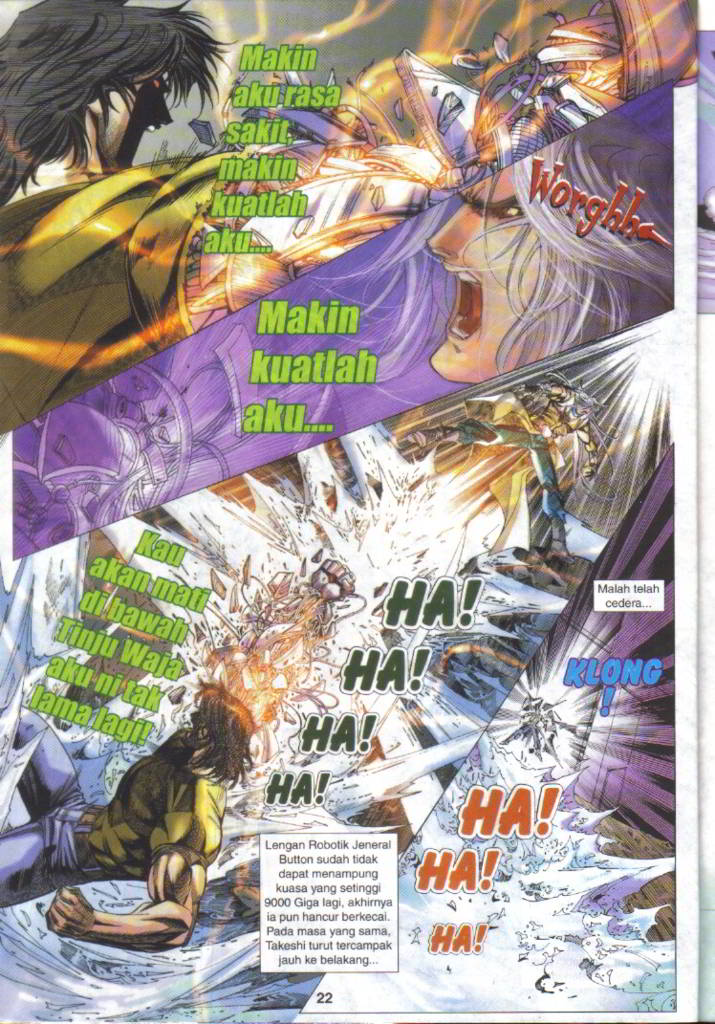 Makin
aku rasa
sakit,
makin
kuatlah
aku....
Worghh
Makin
kuatlah
aku....
Kau
akan mati
di bawah
Tinju Waja
aku ni tak
lama lagi!
HA!
HA!
HA!
HA!
Malah telah
cedera...
KLONG
!
HA!
HA!
HA!
Lengan Robotik Jeneral
Button sudah tidak
dapat menampung
kuasa yang setinggi
9000 Giga lagi, akhirnya
ia pun hancur berkecai.
Pada masa yang sama,
Takeshi turut tercampak
jauh ke belakang...
22